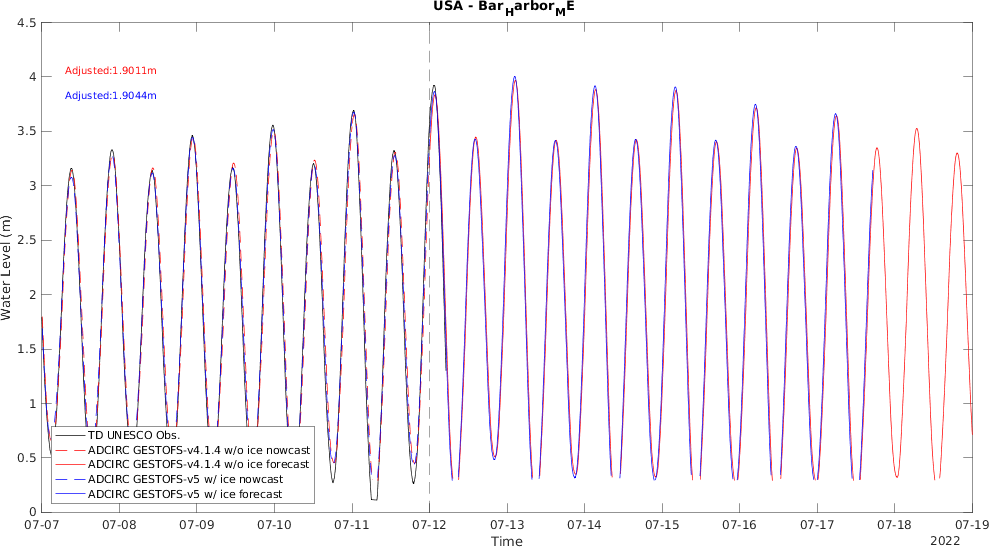 USA - BarHarborME
4.5
4
3.5
3
2.5
2
1.5
1
0.5
0
Water Level (m)
Adjusted:1.9011m
Adjusted:1.9044m
TD UNESCO Obs.
ADCIRC GESTOFS-v4.1.4 w/o ice nowcast
ADCIRC GESTOFS-v4.1.4 w/o ice forecast
ADCIRC GESTOFS-v5 w/ ice nowcast
ADCIRC GESTOFS-v5 w/ ice forecast
07-07 07-08 07-09 07-10 07-11 07-12 07-13 07-14 07-15 07-16 07-17 07-18 07-19
Time
2022